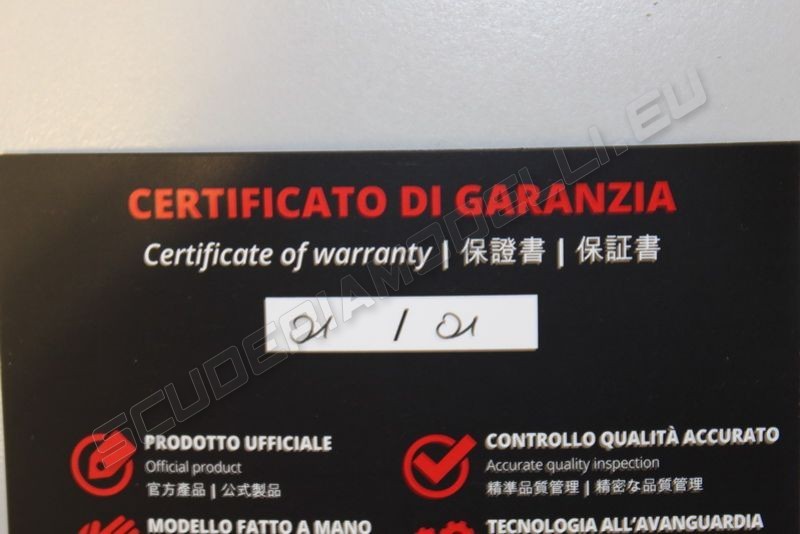 CERTIFICATO DI GARANZIA
Certificate of warranty | 保證書 | 保証書
01 / 01
PRODOTTO UFFICIALE
Official product
官方產品 | 公式製品
CONTROLLO QUALITÀ ACCURATO
Accurate quality inspection
精準品質管理 | 精密な品質管理
MODELLO FATTO A MANO
TECNOLOGIA ALL'AVANGUARDIA
SCUDERIAMODELLI.EU